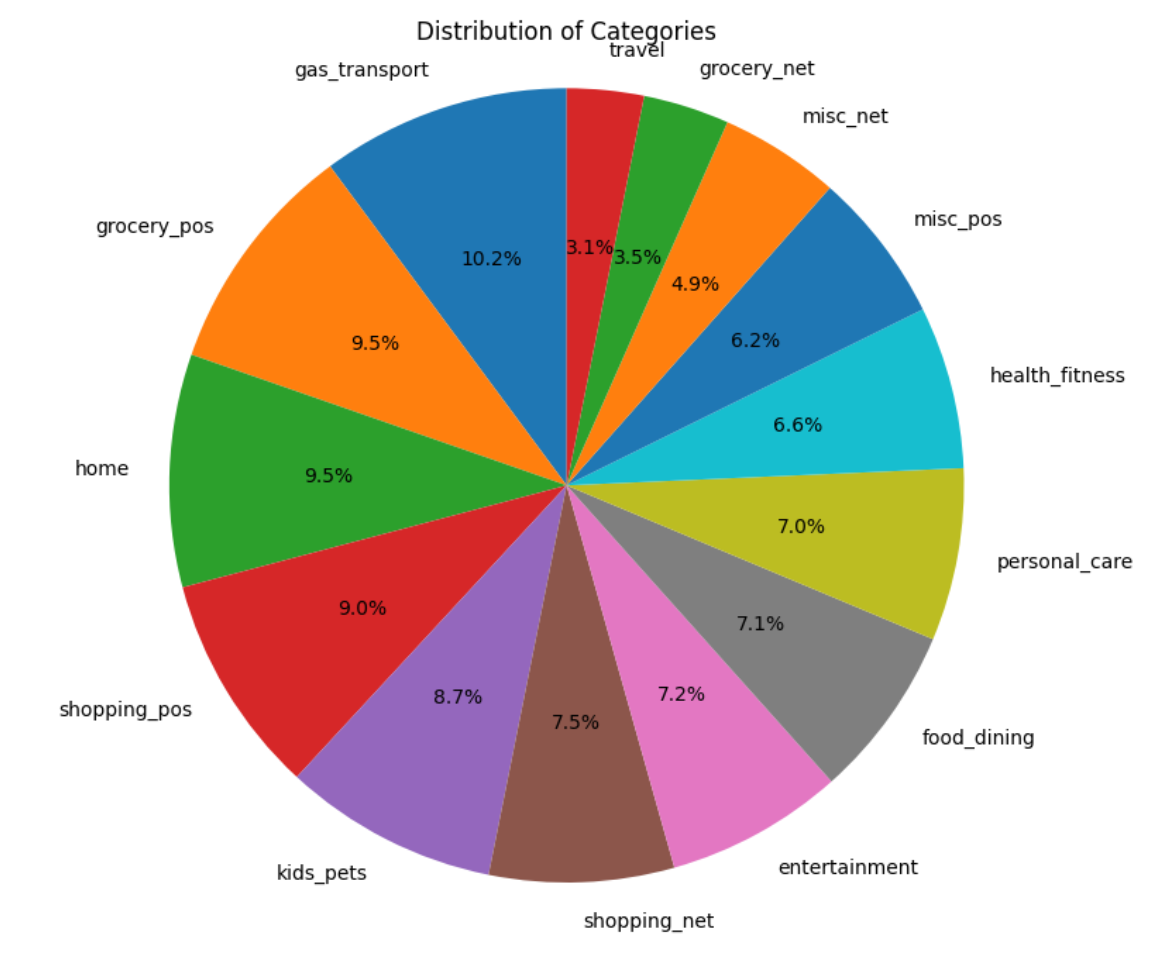 Distribution of Categories
travel
gas_transport
grocery_net
misc_net
misc_pos
grocery_pos
3.1%
3.5%
10.2%
4.9%
6.2%
9.5%
health_fitness
6.6%
home
9.5%
7.0%
personal_care
9.0%
7.1%
shopping_pos
8.7%
7.2%
7.5%
food_dining
kids_pets
entertainment
shopping_net